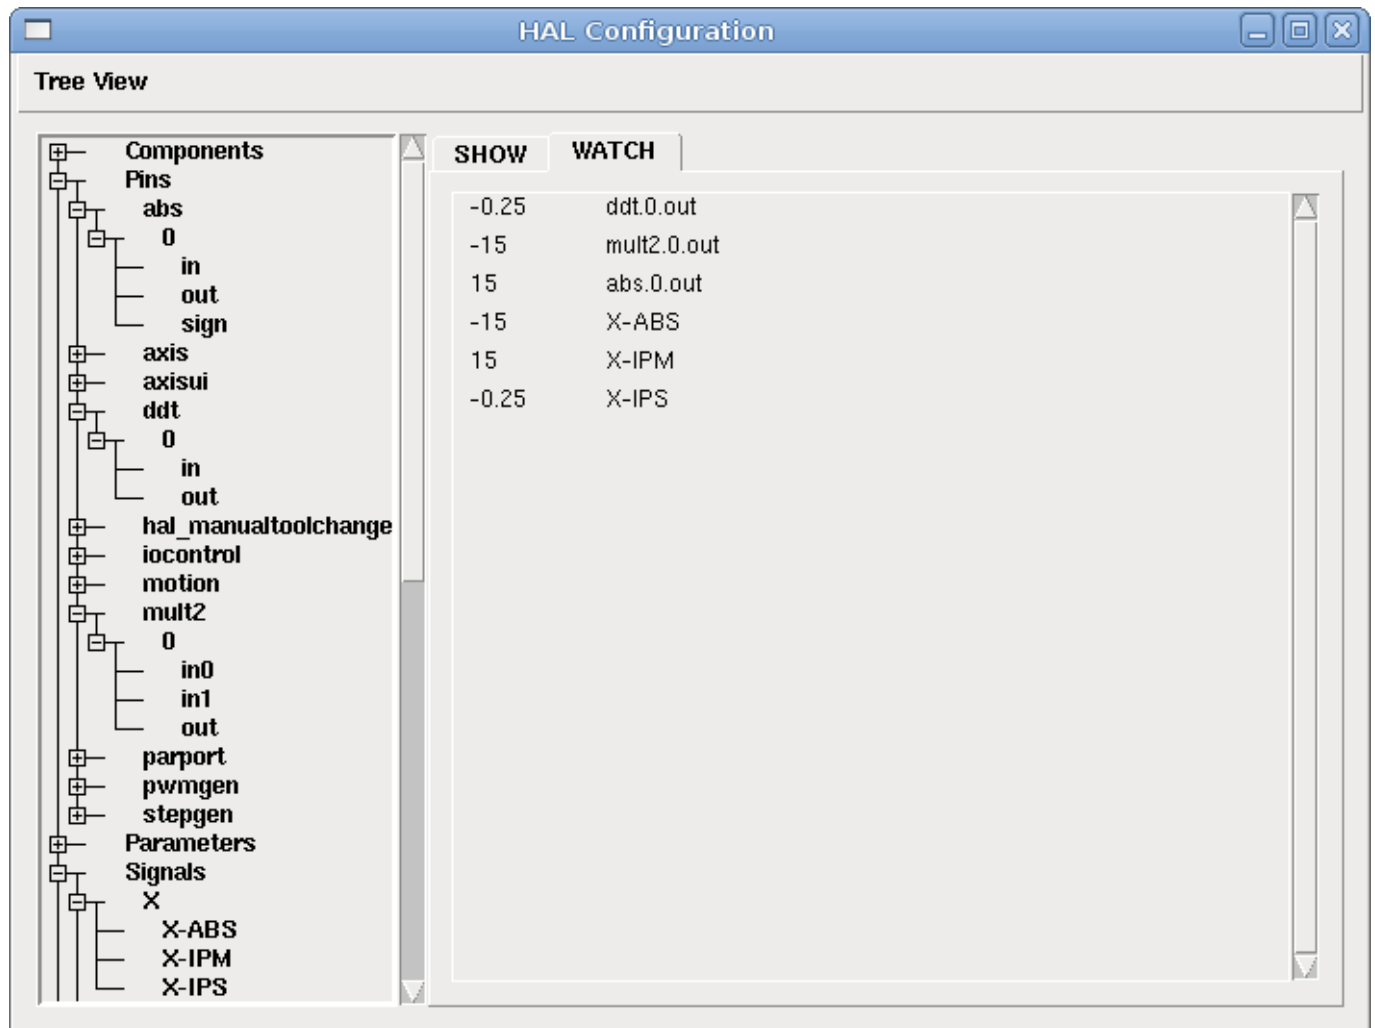 HAL Configuration
Tree View
Components
Pins
abs
0
in
out
sign
axis
axisui
ddt
0
in
out
hal_manualtoolchange
iocontrol
motion
mult2
0
in0
in1
out
parport
pwmgen
stepgen
Parameters
Signals
X
X-ABS
X-IPM
X-IPS
SHOW WATCH
-0.25 ddt.0.out
-15 mult2.0.out
15 abs.0.out
-15 X-ABS
15 X-IPM
-0.25 X-IPS